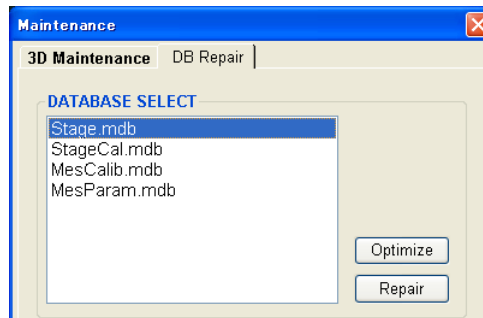 Maintenance
3D Maintenance DB Repair
DATABASE SELECT
Stage.mdb
StageCal.mdb
MesCalib.mdb
MesParam.mdb
Optimize
Repair